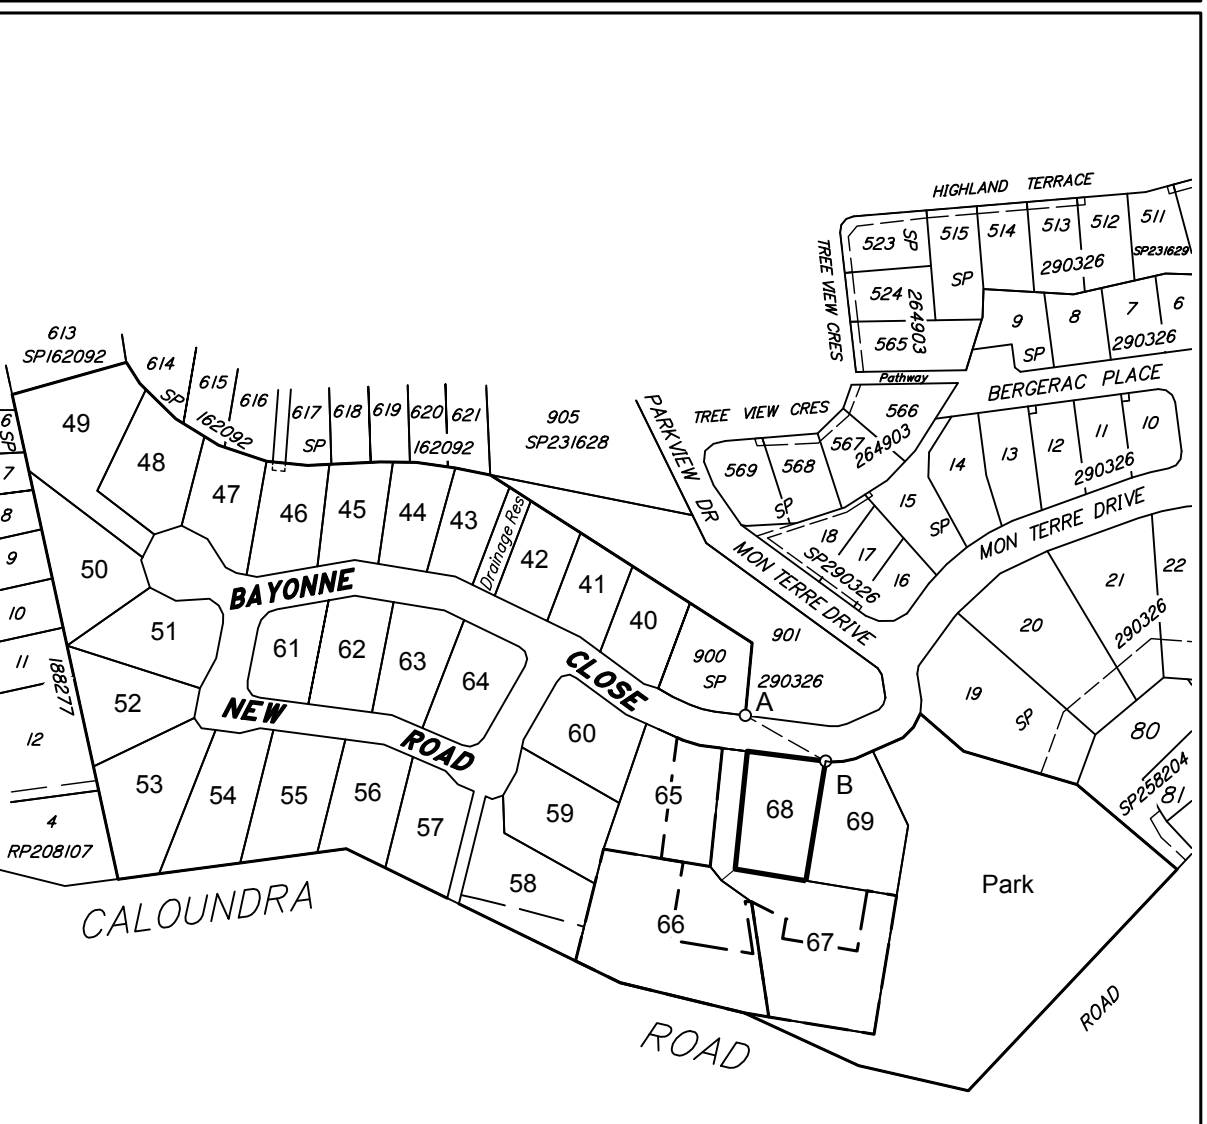 HIGHLAND TERRACE
523
SP
515
514
513
512
511
SP231629
290326
SP
524
264903
565
TREE VIEW CRES
9
8
7
6
SP
290326
Pathway
BERGERAC PLACE
613
SP162092
614
SP
615
616
162092
617
618
619
620
621
SP
162092
905
SP231628
PARKVIEW DR
TREE VIEW CRES
566
567
264903
568
569
SP
14
13
12
11
10
290326
15
SP
18
17
16
SP290326
MON TERRE DRIVE
MON TERRE DRIVE
6
SP
7
8
9
10
11
188277
12
4
RP208107
49
48
47
46
45
44
43
Drainage Res
42
41
40
900
SP
901
290326
A
50
51
52
53
BAYONNE
CLOSE
61
62
63
64
NEW
ROAD
54
55
56
57
58
59
60
65
66
67
68
69
B
22
21
20
19
SP
290326
80
SP258204
81
Park
CALOUNDRA
ROAD
ROAD